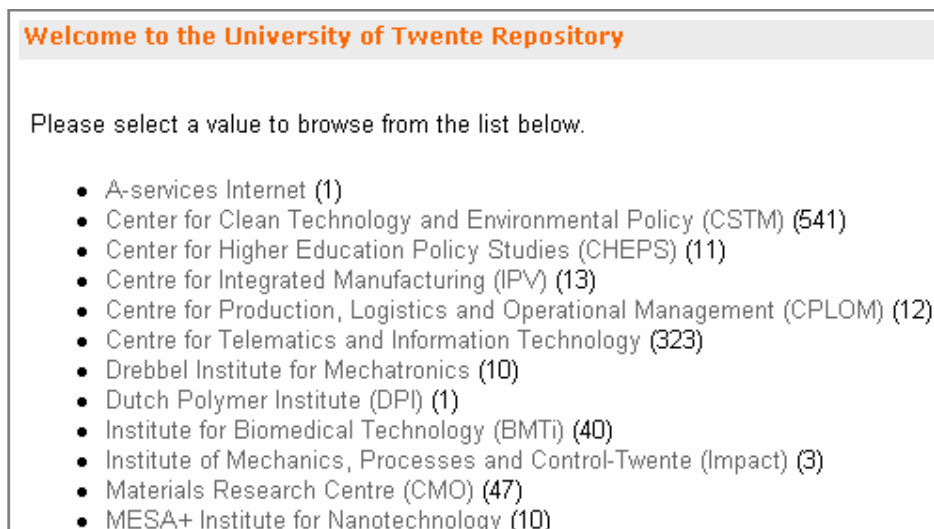 Welcome to the University of Twente Repository
Please select a value to browse from the list below.
• A-services Internet (1)
• Center for Clean Technology and Environmental Policy (CSTM) (541)
• Center for Higher Education Policy Studies (CHEPS) (11)
• Centre for Integrated Manufacturing (IPV) (13)
• Centre for Production, Logistics and Operational Management (CPLOM) (12)
• Centre for Telematics and Information Technology (323)
• Drebbel Institute for Mechatronics (10)
• Dutch Polymer Institute (DPI) (1)
• Institute for Biomedical Technology (BMTi) (40)
• Institute of Mechanics, Processes and Control-Twente (Impact) (3)
• Materials Research Centre (CMO) (47)
• MESA+ Institute for Nanotechnology (10)